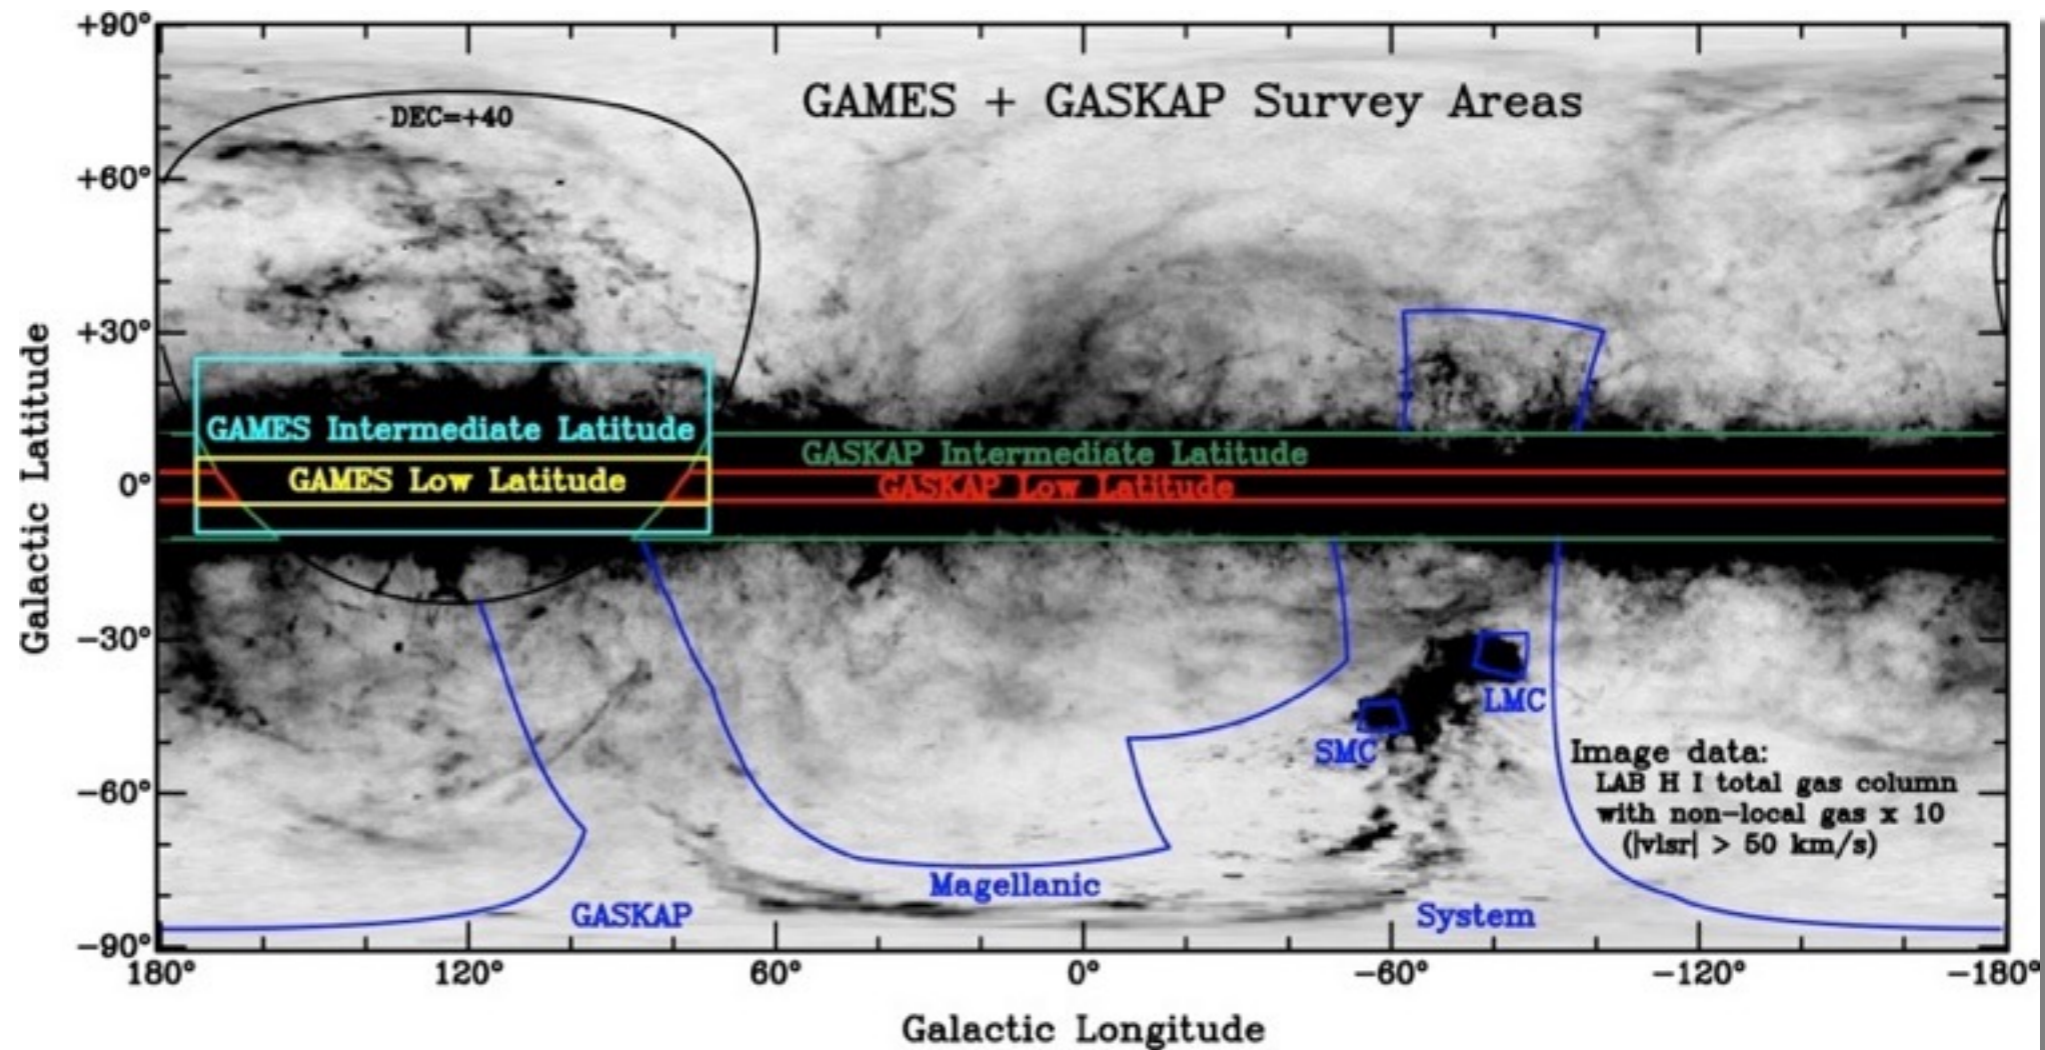 +90°
GAMES + GASKAP Survey Areas
DEC=+40
+60°
+30°
GAMES Intermediate Latitude
GASKAP Intermediate Latitude
GAMES Low Latitude
GASKAP Low Latitude
0°
Galactic Latitude
-30°
LMC
SMC
Image data:
LAB H I total gas column
with non-local gas x 10
(|vlsr| > 50 km/s)
-60°
Magellanic
GASKAP
System
-90°
180° 120° 60° 0° -60° -120° -180°
Galactic Longitude